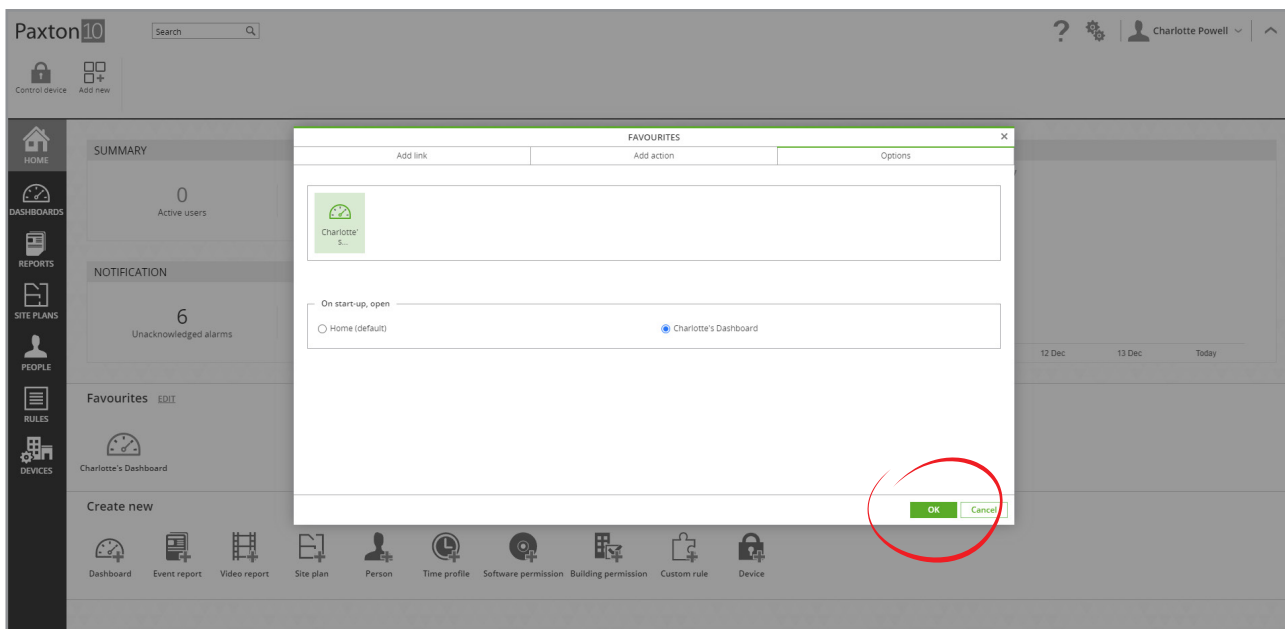 Paxton 10
Search
Charlotte Powell
Control device
Add new
HOME
DASHBOARDS
REPORTS
SITE PLANS
PEOPLE
RULES
DEVICES
SUMMARY
0
Active users
NOTIFICATION
6
Unacknowledged alarms
12 Dec 13 Dec Today
FAVOURITES
Add link Add action Options
Charlotte'
s...
On start-up, open
Home (default) Charlotte's Dashboard
OK Cancel
Favourites EDIT
Charlotte's Dashboard
Create new
Dashboard Event report Video report Site plan Person Time profile Software permission Building permission Custom rule Device